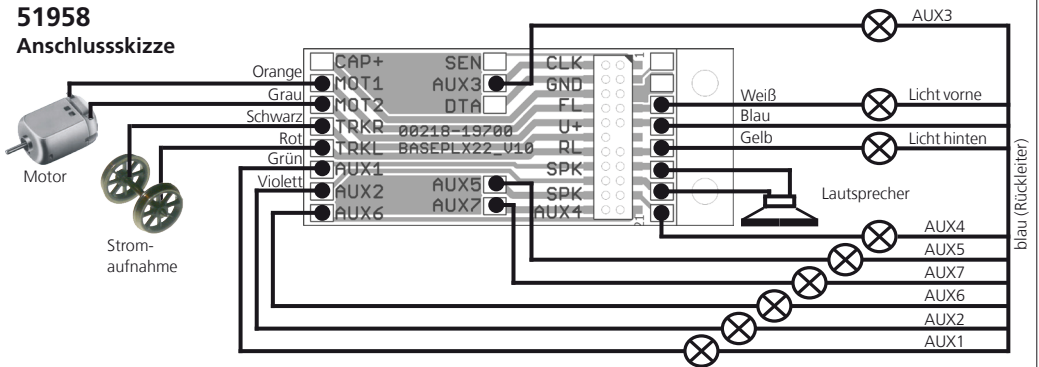 51958
Anschlussskizze
Orange
Grau
Schwarz
Rot
Grün
Violett
Motor
Strom-
aufnahme
CAP+
MOT1
MOT2
TRKR
TRKL
AUX1
AUX2
AUX6
SEN
AUX3
DTA
00218-19700
BASEPLX22_V10
AUX5
AUX7
CLK
GND
FL
U+
RL
SPK
SPK
AUX4
Weiß
Blau
Gelb
AUX3
Licht vorne
Licht hinten
Lautsprecher
AUX4
AUX5
AUX7
AUX6
AUX2
AUX1
blau (Rückleiter)